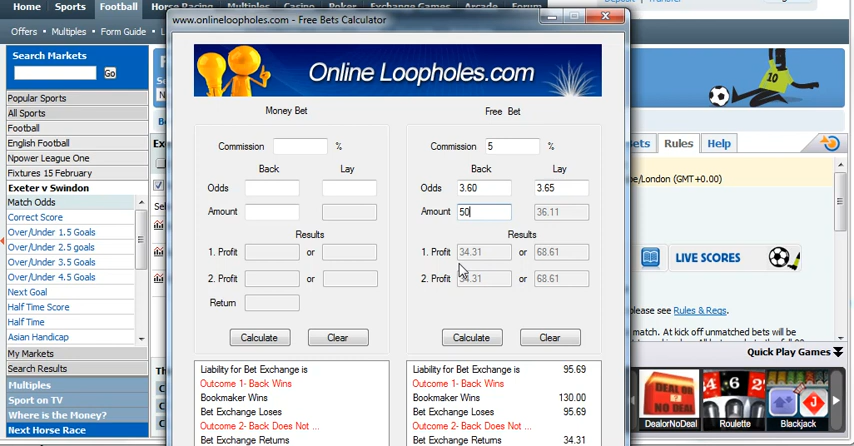 Home Sports Football Horse Racing Casino Poker Exchange Games Arcade Forum Deposit Transfer
www.onlineloopholes.com - Free Bets Calculator
Offers • Multiples • Form Guide
Search Markets
Go
Popular Sports
All Sports
Football
English Football
Npower League One
Fixtures 15 February
Exeter v Swindon
Match Odds
Correct Score
Over/Under 1.5 Goals
Over/Under 2.5 goals
Over/Under 3.5 goals
Over/Under 4.5 goals
Next Goal
Half Time Score
Half Time
Asian Handicap
My Markets
Search Results
Multiples
Sport on TV
Where is the Money?
Next Horse Race
Online Loopholes.com
Money Bet
Commission %
Back Lay
Odds
Amount
Results
1. Profit or
2. Profit or
Return
Calculate Clear
Liability for Bet Exchange is
Outcome 1- Back Wins
Bookmaker Wins
Bet Exchange Loses
Outcome 2- Back Does Not ...
Bet Exchange Returns
Free Bet
Commission 5 %
Back Lay
Odds 3.60 3.65
Amount 50 36.11
Results
1. Profit 34.31 or 68.61
2. Profit 34.31 or 68.61
Calculate Clear
Liability for Bet Exchange is 95.69
Outcome 1- Back Wins
Bookmaker Wins 130.00
Bet Exchange Loses 95.69
Outcome 2- Back Does Not ...
Bet Exchange Returns 34.31
10
Rules Help
e/London (GMT+0.00)
LIVE SCORES
lease see Rules & Regs.
match. At kick off unmatched bets will be
Quick Play Games
DEAL OR NO DEAL
DealorNoDeal
Roulette
J
Blackjack